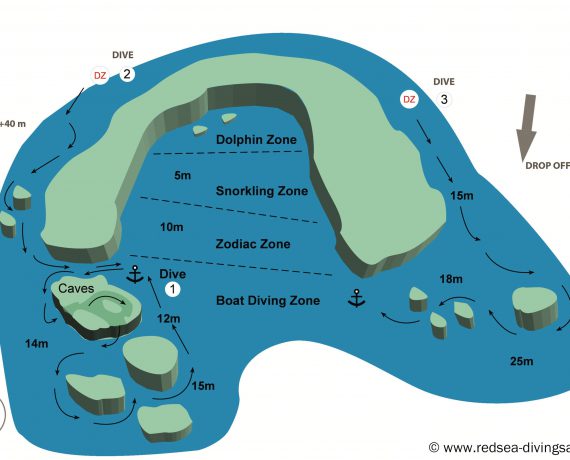 DIVE
DZ 2
+40 m
DIVE
DZ 3
DROP OFF
Dolphin Zone
5m
Snorkling Zone
15m
10m
Zodiac Zone
Dive
1
Caves
Boat Diving Zone
18m
12m
14m
15m
25m
© www.redsea-divingsa